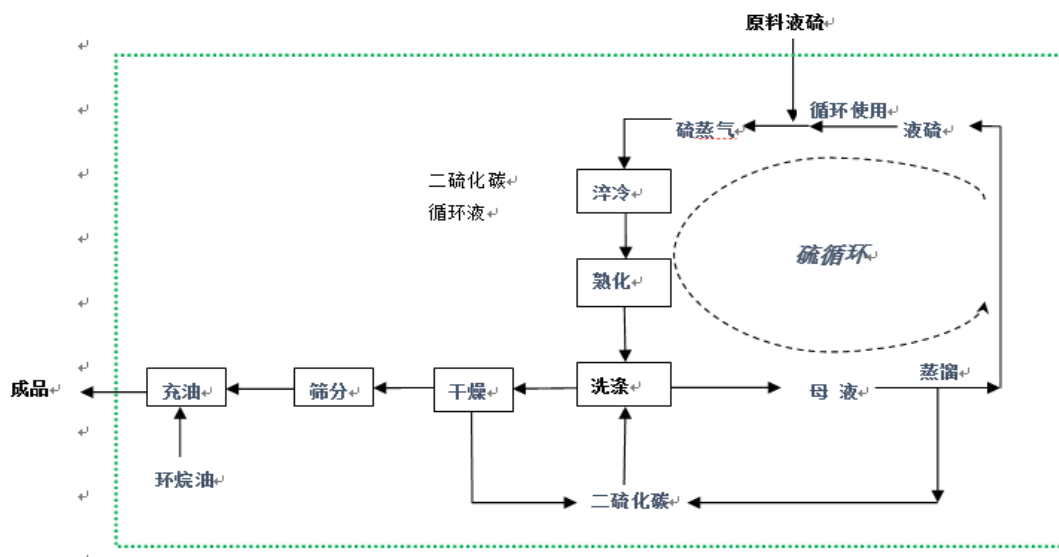 原料液硫
循环使用
硫蒸气
液硫
二硫化碳
循环液
淬冷
硫循环
熟化
成品
充油
筛分
干燥
洗涤
母 液
蒸馏
环烷油
二硫化碳